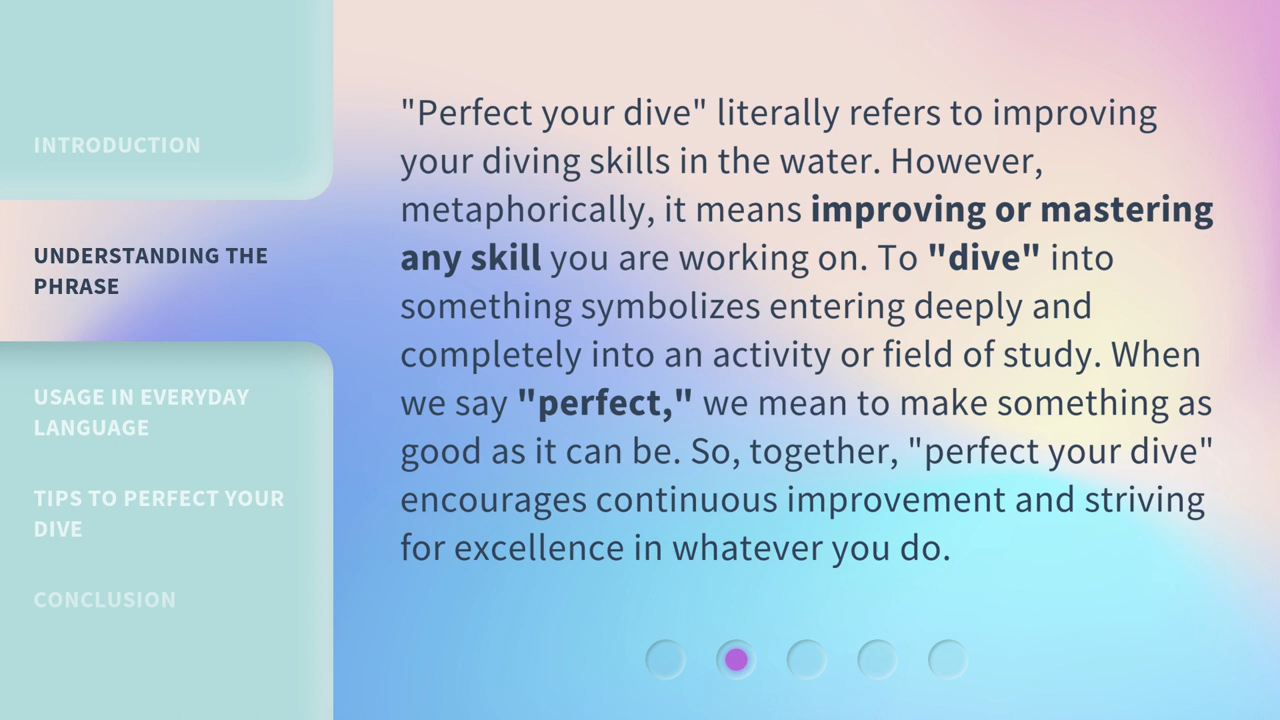 INTRODUCTION
UNDERSTANDING THE
PHRASE
USAGE IN EVERYDAY
LANGUAGE
TIPS TO PERFECT YOUR
DIVE
CONCLUSION
"Perfect your dive" literally refers to improving
your diving skills in the water. However,
metaphorically, it means improving or mastering
any skill you are working on. To "dive" into
something symbolizes entering deeply and
completely into an activity or field of study. When
we say "perfect," we mean to make something as
good as it can be. So, together, "perfect your dive"
encourages continuous improvement and striving
for excellence in whatever you do.